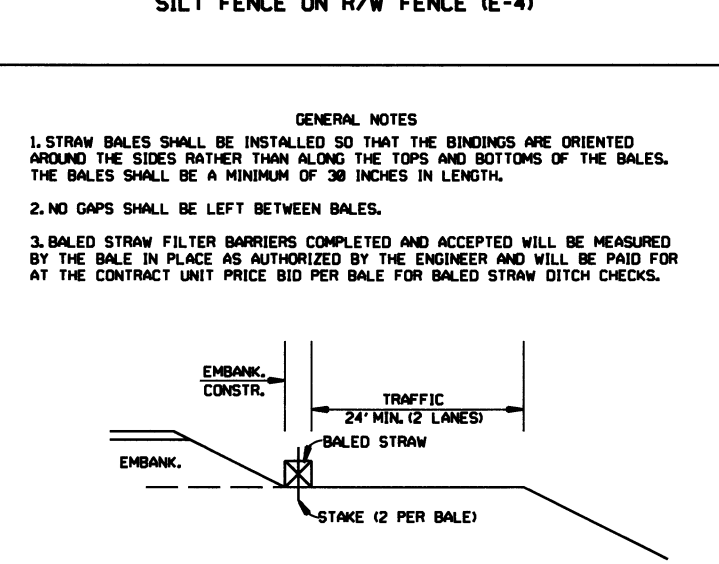 SILT FENCE ON R/W FENCE (E-4)
GENERAL NOTES
1. STRAW BALES SHALL BE INSTALLED SO THAT THE BINDINGS ARE ORIENTED
AROUND THE SIDES RATHER THAN ALONG THE TOPS AND BOTTOMS OF THE BALES.
THE BALES SHALL BE A MINIMUM OF 30 INCHES IN LENGTH.
2. NO GAPS SHALL BE LEFT BETWEEN BALES.
3. BALED STRAW FILTER BARRIERS COMPLETED AND ACCEPTED WILL BE MEASURED
BY THE BALE IN PLACE AS AUTHORIZED BY THE ENGINEER AND WILL BE PAID FOR
AT THE CONTRACT UNIT PRICE BID PER BALE FOR BALED STRAW DITCH CHECKS.
EMBANK.
CONSTR.
TRAFFIC
24' MIN. (2 LANES)
BALED STRAW
EMBANK.
STAKE (2 PER BALE)